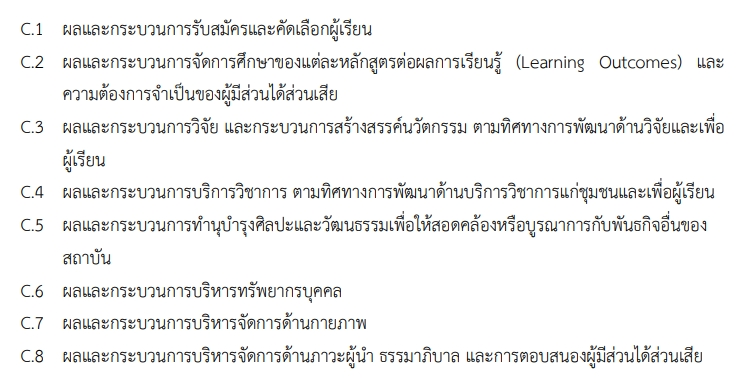 C.1 ผลและกระบวนการรับสมัครและคัดเลือกผู้เรียน
C.2 ผลและกระบวนการจัดการศึกษาของแต่ละหลักสูตรต่อผลการเรียนรู้ (Learning Outcomes) และ
ความต้องการจำเป็นของผู้มีส่วนได้ส่วนเสีย
C.3 ผลและกระบวนการวิจัย และกระบวนการสร้างสรรค์นวัตกรรม ตามทิศทางการพัฒนาด้านวิจัยและเพื่อ
ผู้เรียน
C.4 ผลและกระบวนการบริการวิชาการ ตามทิศทางการพัฒนาด้านบริการวิชาการแก่ชุมชนและเพื่อผู้เรียน
C.5 ผลและกระบวนการทำนุบำรุงศิลปะและวัฒนธรรมเพื่อให้สอดคล้องหรือบูรณาการกับพันธกิจอื่นของ
สถาบัน
C.6 ผลและกระบวนการบริหารทรัพยากรบุคคล
C.7 ผลและกระบวนการบริหารจัดการด้านกายภาพ
C.8 ผลและกระบวนการบริหารจัดการด้านภาวะผู้นำ ธรรมาภิบาล และการตอบสนองผู้มีส่วนได้ส่วนเสีย